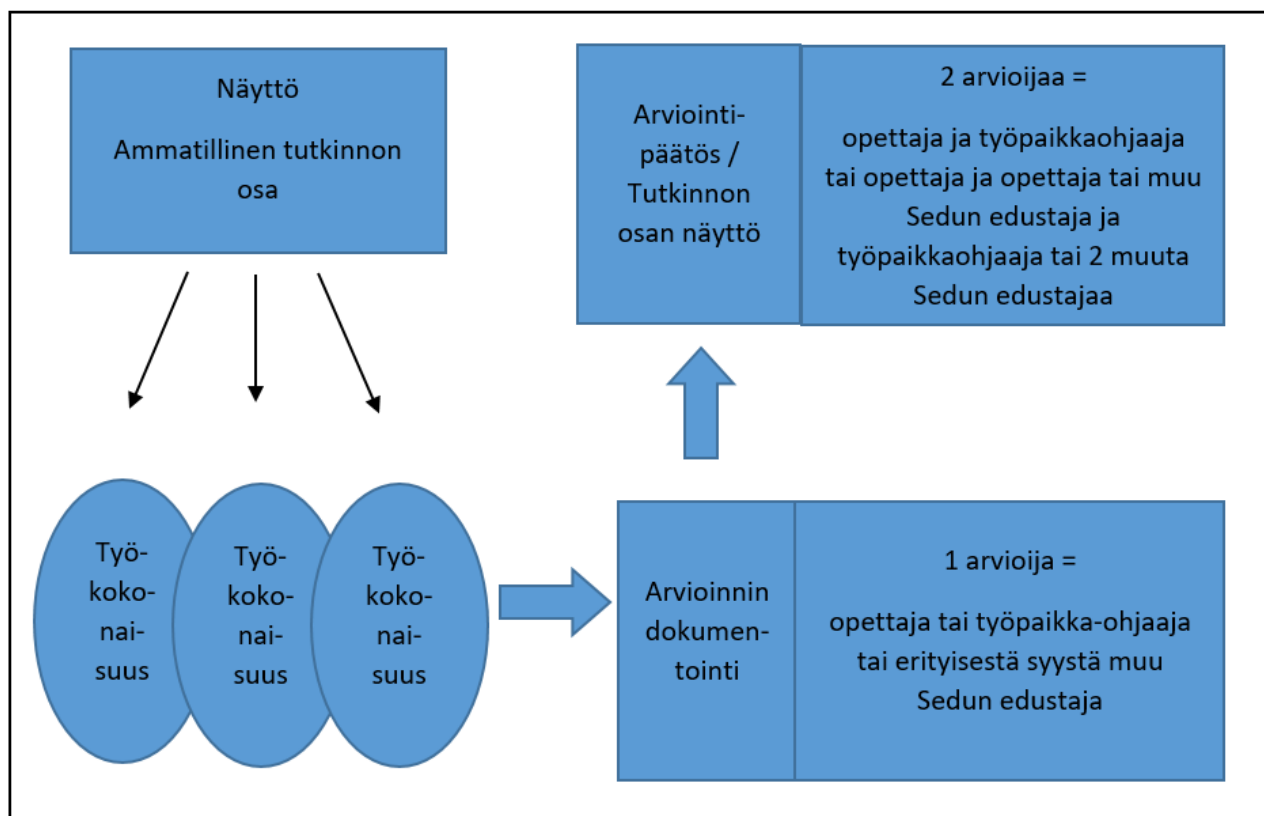 Näyttö
Ammatillinen tutkinnon
osa
Arviointi-
päätös /
Tutkinnon
osan näyttö
2 arvioijaa =
opettaja ja työpaikkaohjaaja
tai opettaja ja opettaja tai muu
Sedun edustaja ja
työpaikkaohjaaja tai 2 muuta
Sedun edustajaa
Työ-
koko-
nai-
suus
Työ-
koko-
nai-
suus
Työ-
koko-
nai-
suus
Arvioinnin
dokumen-
tointi
1 arvioija =
opettaja tai työpaikka-ohjaaja
tai erityisestä syystä muu
Sedun edustaja